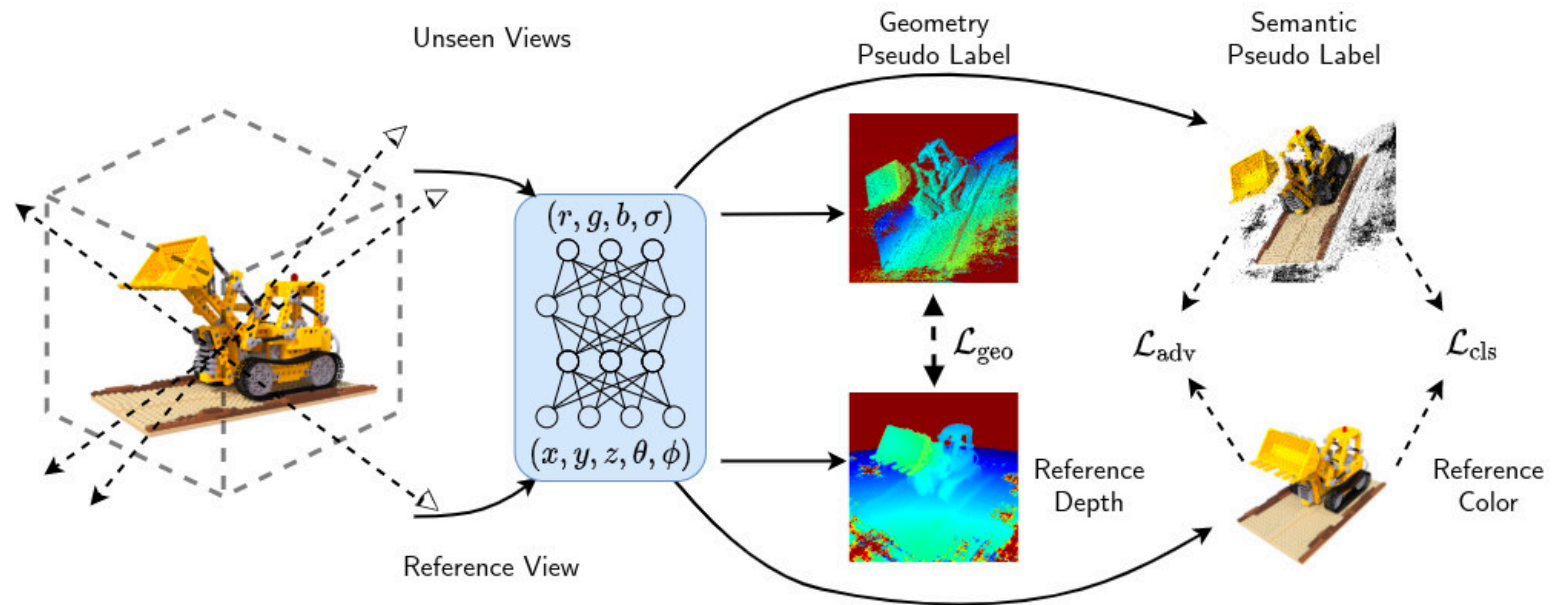 Unseen Views
Geometry
Pseudo Label
Semantic
Pseudo Label
(r, g, b, σ)
(x, y, z, θ, ϕ)
ℒgeo
ℒadv
ℒcls
Reference
Depth
Reference
Color
Reference View